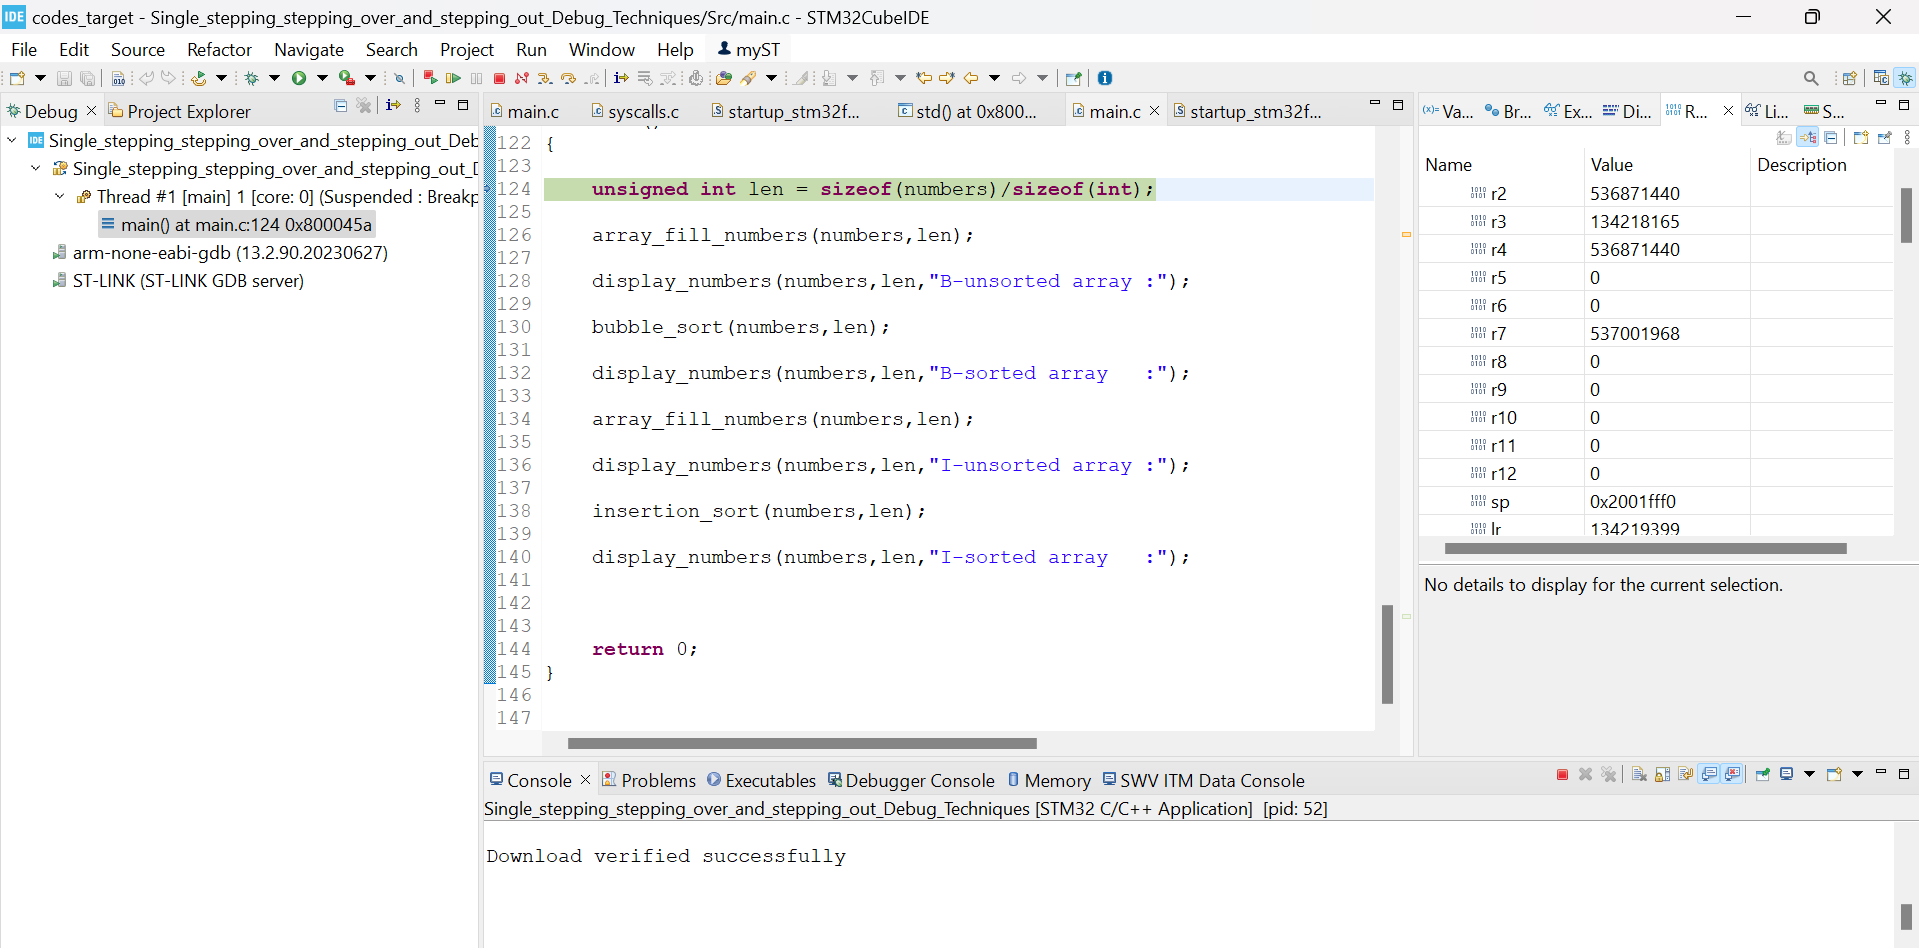 IDE codes_target - Single_stepping_stepping_over_and_stepping_out_Debug_Techniques/Src/main.c - STM32CubeIDE
File Edit Source Refactor Navigate Search Project Run Window Help myST
Debug Project Explorer
IDE Single_stepping_stepping_over_and_stepping_out_Deb
Single_stepping_stepping_over_and_stepping_out_D
Thread #1 [main] 1 [core: 0] (Suspended : Breakp
main() at main.c:124 0x800045a
arm-none-eabi-gdb (13.2.90.20230627)
ST-LINK (ST-LINK GDB server)
main.c syscalls.c startup_stm32f... std() at 0x800... main.c startup_stm32f...
122 {
123
124 unsigned int len = sizeof(numbers)/sizeof(int);
125
126 array_fill_numbers(numbers,len);
127
128 display_numbers(numbers,len,"B-unsorted array :");
129
130 bubble_sort(numbers,len);
131
132 display_numbers(numbers,len,"B-sorted array   :");
133
134 array_fill_numbers(numbers,len);
135
136 display_numbers(numbers,len,"I-unsorted array :");
137
138 insertion_sort(numbers,len);
139
140 display_numbers(numbers,len,"I-sorted array   :");
141
142
143
144 return 0;
145 }
146
147
(x)= Va... Br... Ex... Di... R... Li... S...
Name Value Description
r2 536871440
r3 134218165
r4 536871440
r5 0
r6 0
r7 537001968
r8 0
r9 0
r10 0
r11 0
r12 0
sp 0x2001fff0
lr 134219399
No details to display for the current selection.
Console Problems Executables Debugger Console Memory SWV ITM Data Console
Single_stepping_stepping_over_and_stepping_out_Debug_Techniques [STM32 C/C++ Application] [pid: 52]
Download verified successfully